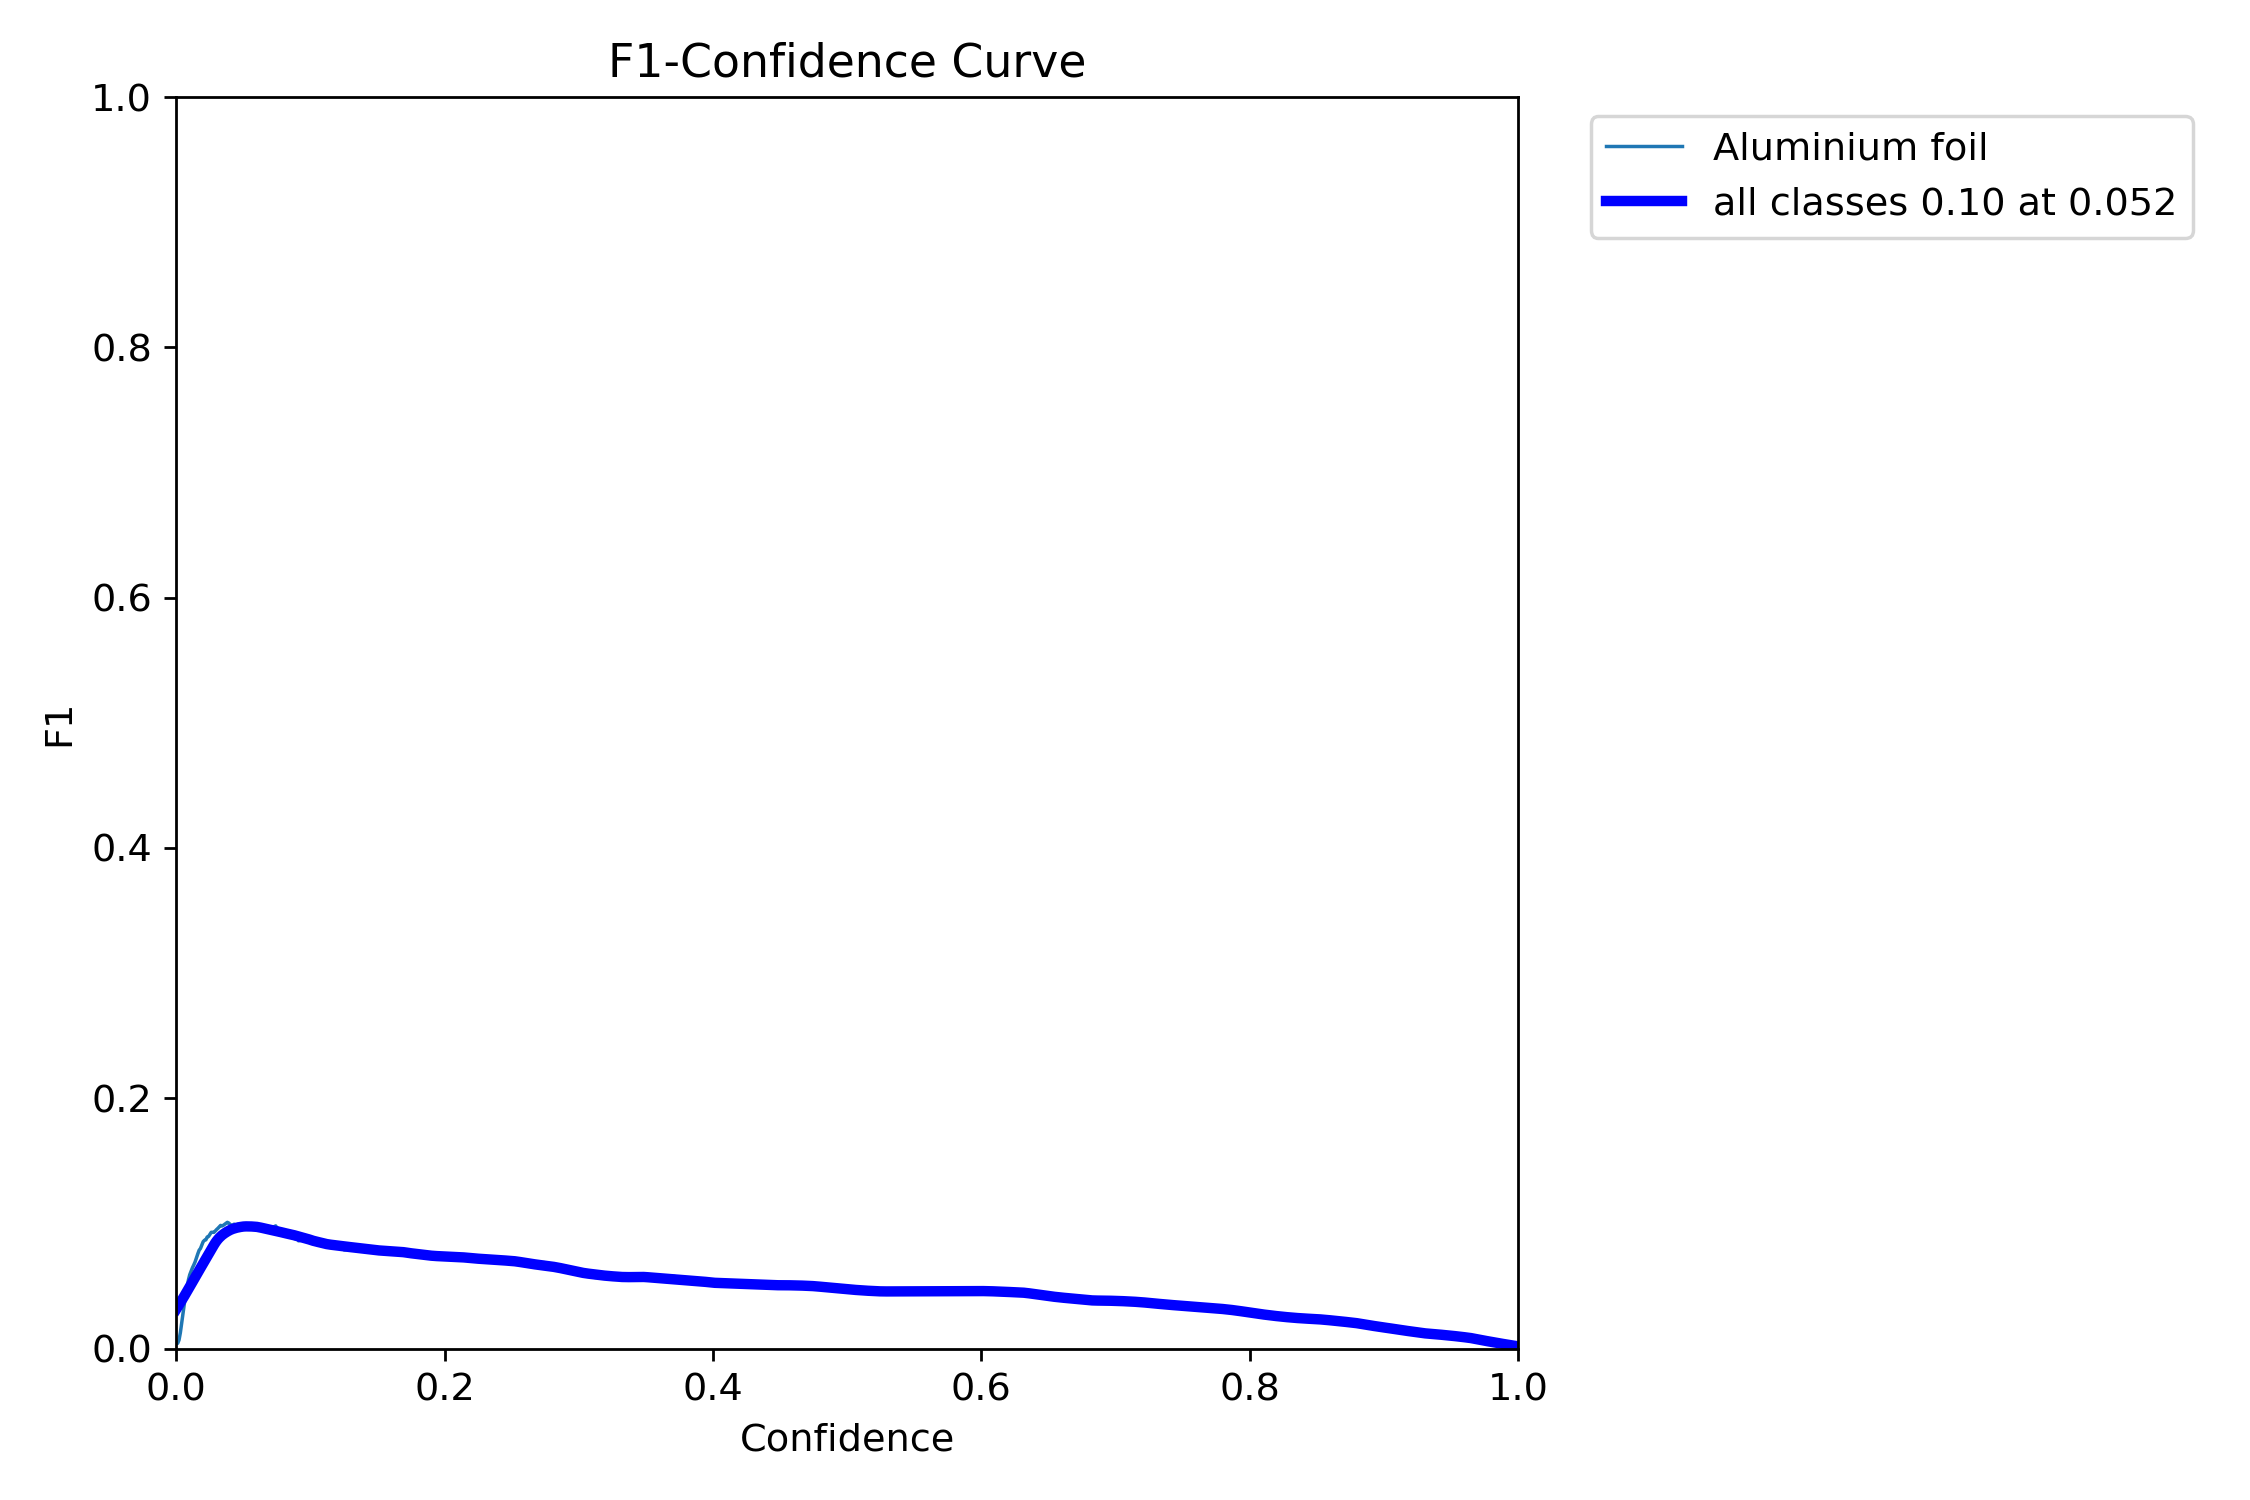 F1-Confidence Curve
1.0
0.8
0.6
0.4
0.2
0.0
F1
0.0 0.2 0.4 0.6 0.8 1.0
Confidence
Aluminium foil
all classes 0.10 at 0.052